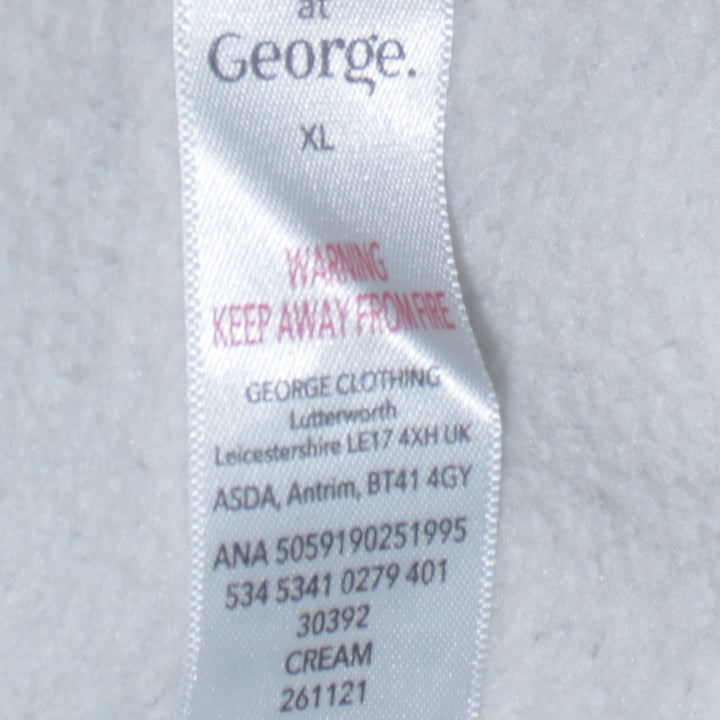 at
George.
XL
WARNING
KEEP AWAY FROM FIRE
GEORGE CLOTHING
Lutterworth
Leicestershire LE17 4XH UK
ASDA, Antrim, BT41 4GY
ANA 5059190251995
534 5341 0279 401
30392
CREAM
261121